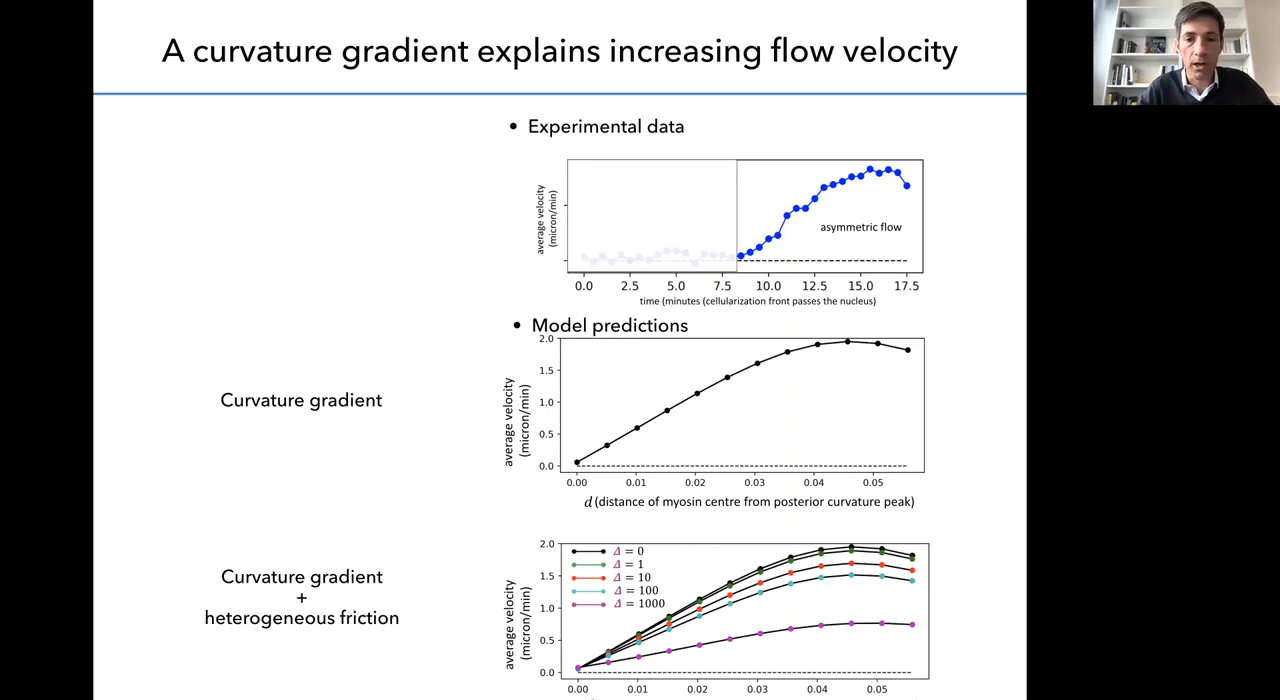 A curvature gradient explains increasing flow velocity
• Experimental data
average velocity
(micron/min)
asymmetric flow
0.0 2.5 5.0 7.5 10.0 12.5 15.0 17.5
time (minutes (cellularization front passes the nucleus)
• Model predictions
Curvature gradient
average velocity
(micron/min)
2.0
1.5
1.0
0.5
0.0
0.00 0.01 0.02 0.03 0.04 0.05
d (distance of myosin centre from posterior curvature peak)
Curvature gradient
+
heterogeneous friction
average velocity
(micron/min)
2.0
1.5
1.0
0.5
0.0
Δ = 0
Δ = 1
Δ = 10
Δ = 100
Δ = 1000
0.00 0.01 0.02 0.03 0.04 0.05